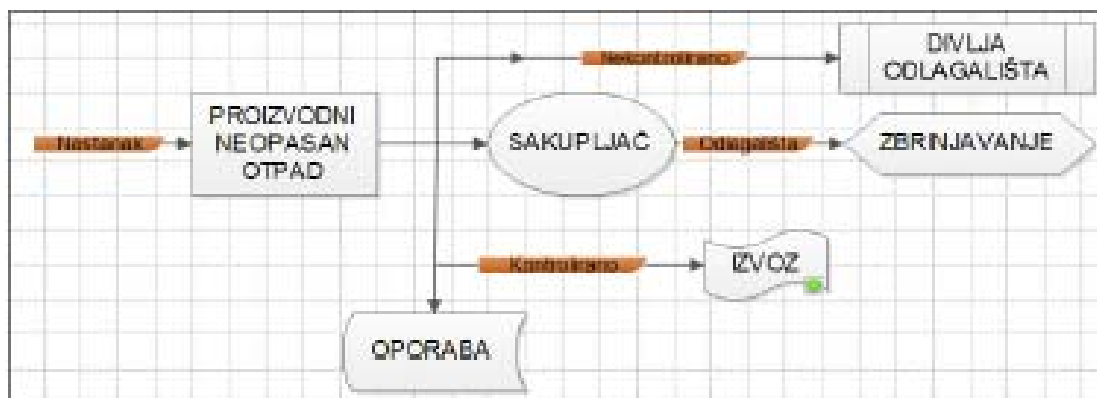 Nekontrolirano
DIVLJA
ODLAGALIŠTA
Nastanak
PROIZVODNI
NEOPASAN
OTPAD
SAKUPLJAČ
Odlagališta
ZBRINJAVANJE
Kontrolirano
IZVOZ
OPORABA